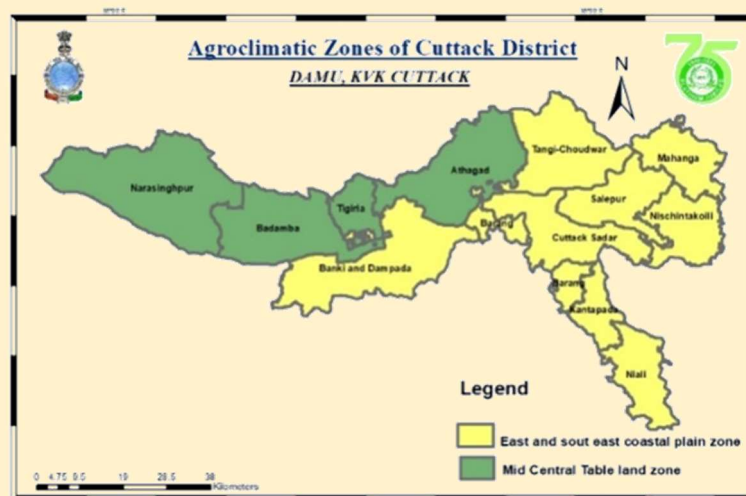 Agroclimatic Zones of Cuttack District
DAMU, KVK CUTTACK
N
75
Tangi-Choudwar
Mahanga
Athagad
Narasinghpur
Salepur
Tigiria
Nischintakoili
Badamba
Cuttack Sadar
Banki and Dampada
Barang
Kantapada
Niali
Legend
East and sout east coastal plain zone
Mid Central Table land zone
0 4.75 9.5 19 28.5 38
Kilometers